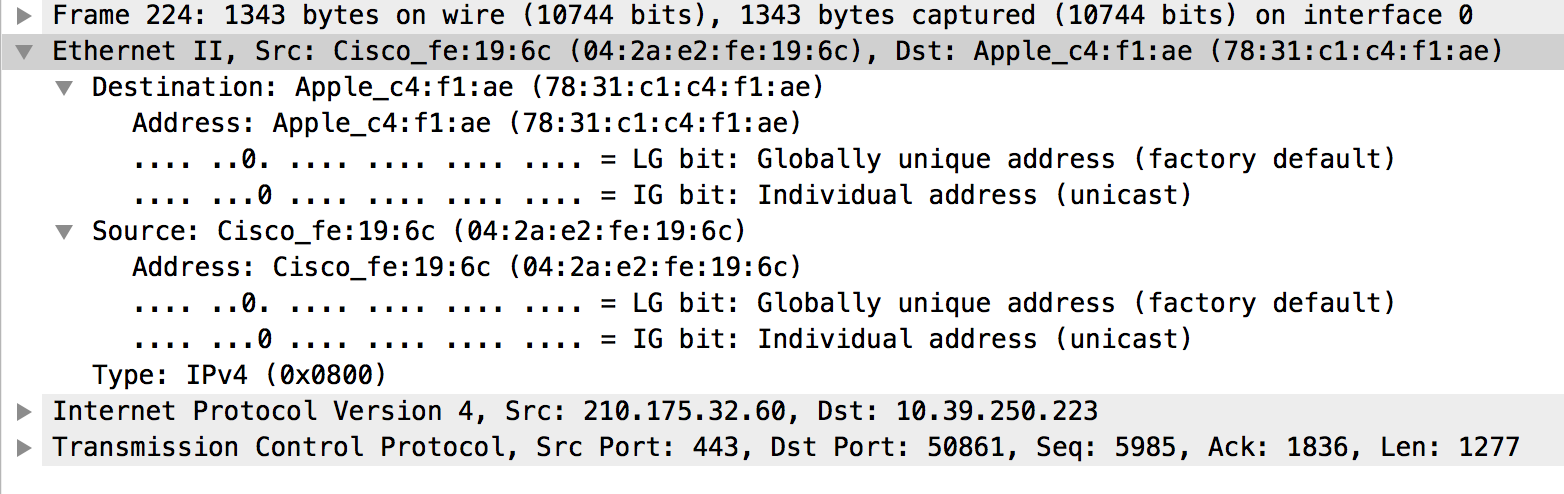 Frame 224: 1343 bytes on wire (10744 bits), 1343 bytes captured (10744 bits) on interface 0
Ethernet II, Src: Cisco_fe:19:6c (04:2a:e2:fe:19:6c), Dst: Apple_c4:f1:ae (78:31:c1:c4:f1:ae)
Destination: Apple_c4:f1:ae (78:31:c1:c4:f1:ae)
Address: Apple_c4:f1:ae (78:31:c1:c4:f1:ae)
.... ..0. .... .... .... .... = LG bit: Globally unique address (factory default)
.... ...0 .... .... .... .... = IG bit: Individual address (unicast)
Source: Cisco_fe:19:6c (04:2a:e2:fe:19:6c)
Address: Cisco_fe:19:6c (04:2a:e2:fe:19:6c)
.... ..0. .... .... .... .... = LG bit: Globally unique address (factory default)
.... ...0 .... .... .... .... = IG bit: Individual address (unicast)
Type: IPv4 (0x0800)
Internet Protocol Version 4, Src: 210.175.32.60, Dst: 10.39.250.223
Transmission Control Protocol, Src Port: 443, Dst Port: 50861, Seq: 5985, Ack: 1836, Len: 1277